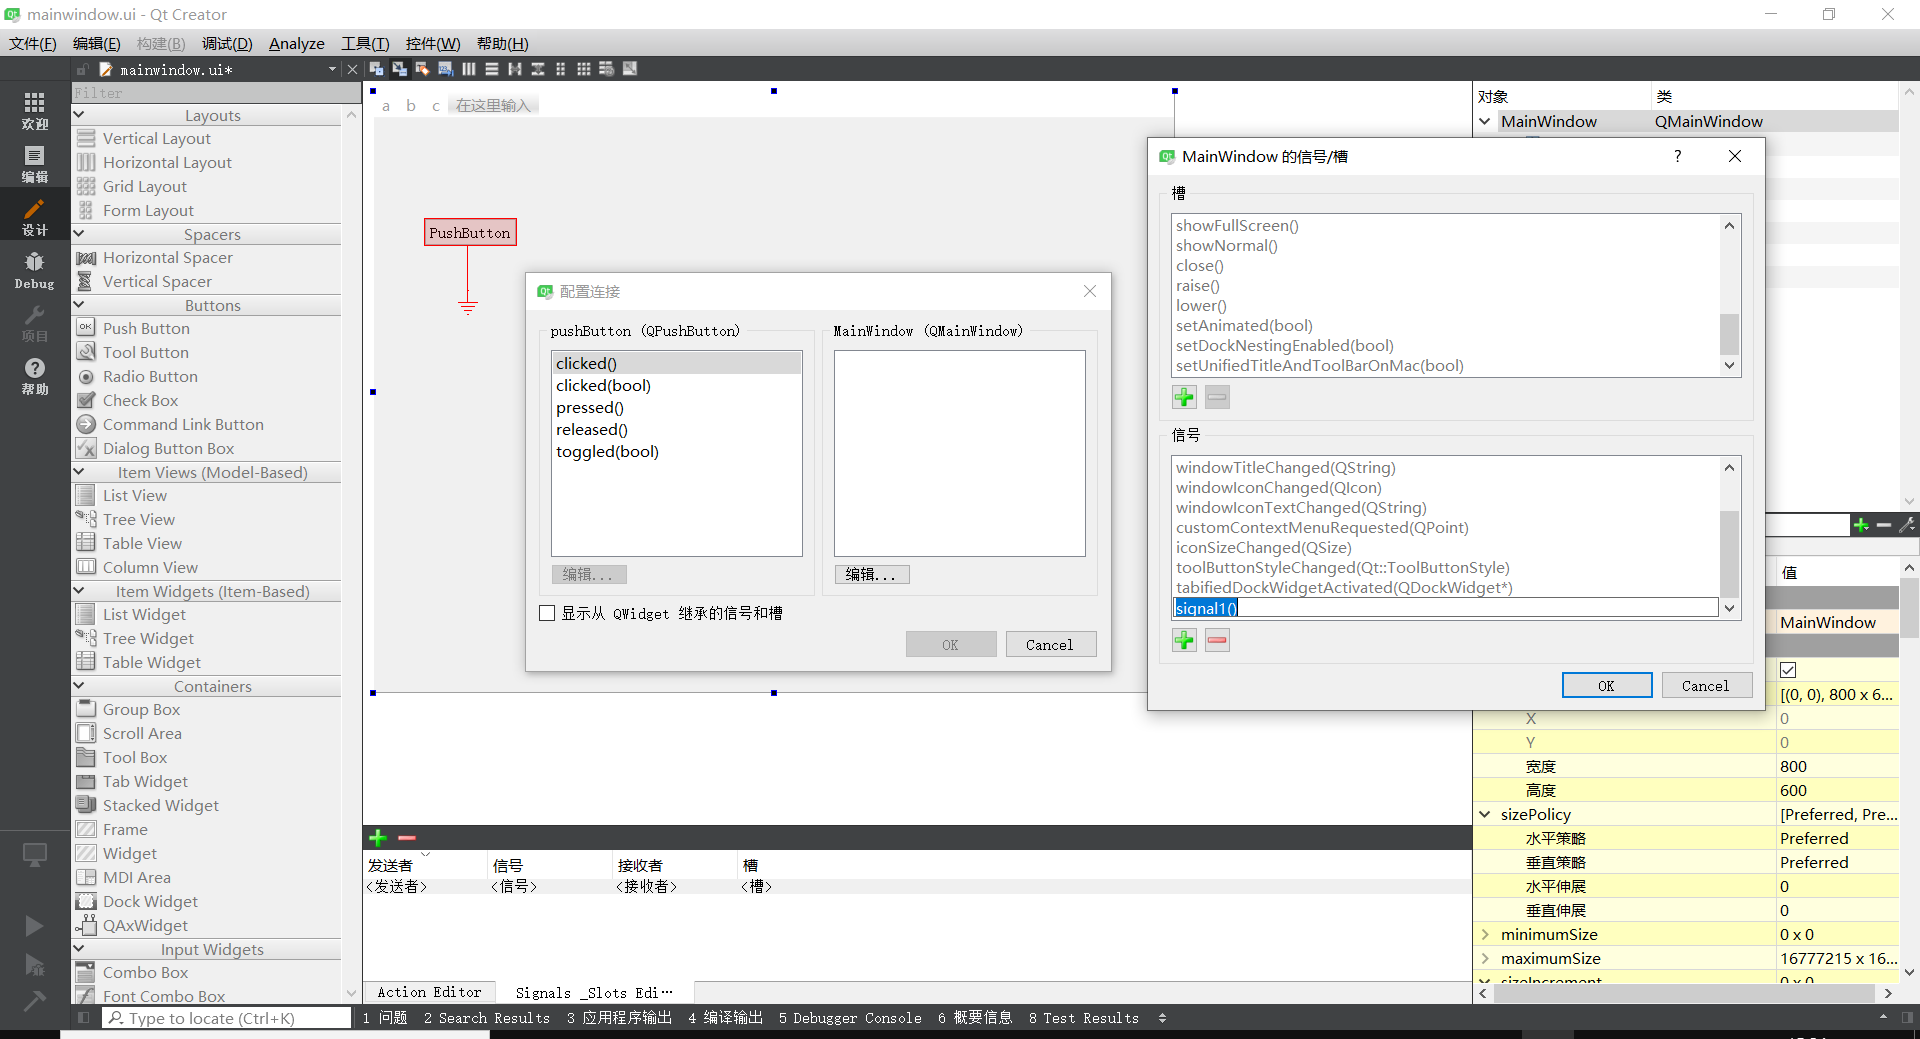 mainwindow.ui - Qt Creator
文件(F) 编辑(E) 构建(B) 调试(D) Analyze 工具(T) 控件(W) 帮助(H)
mainwindow.ui*
Filter
欢迎
编辑
设计
Debug
项目
帮助
Layouts
Vertical Layout
Horizontal Layout
Grid Layout
Form Layout
Spacers
Horizontal Spacer
Vertical Spacer
Buttons
Push Button
Tool Button
Radio Button
Check Box
Command Link Button
Dialog Button Box
Item Views (Model-Based)
List View
Tree View
Table View
Column View
Item Widgets (Item-Based)
List Widget
Tree Widget
Table Widget
Containers
Group Box
Scroll Area
Tool Box
Tab Widget
Stacked Widget
Frame
Widget
MDI Area
Dock Widget
QAxWidget
Input Widgets
Combo Box
Font Combo Box
a b c 在这里输入
PushButton
配置连接
pushButton (QPushButton)
clicked()
clicked(bool)
pressed()
released()
toggled(bool)
编辑...
MainWindow (QMainWindow)
编辑...
显示从 QWidget 继承的信号和槽
OK Cancel
MainWindow 的信号/槽
?
槽
showFullScreen()
showNormal()
close()
raise()
lower()
setAnimated(bool)
setDockNestingEnabled(bool)
setUnifiedTitleAndToolBarOnMac(bool)
信号
windowTitleChanged(QString)
windowIconChanged(QIcon)
windowIconTextChanged(QString)
customContextMenuRequested(QPoint)
iconSizeChanged(QSize)
toolButtonStyleChanged(Qt::ToolButtonStyle)
tabifiedDockWidgetActivated(QDockWidget*)
signal1()
OK Cancel
对象 类
MainWindow QMainWindow
值
MainWindow
[(0, 0), 800 x 6...
X 0
Y 0
宽度 800
高度 600
sizePolicy [Preferred, Pre...
水平策略 Preferred
垂直策略 Preferred
水平伸展 0
垂直伸展 0
minimumSize 0 x 0
maximumSize 16777215 x 16...
sizeIncrement 0 x 0
发送者 信号 接收者 槽
<发送者> <信号> <接收者> <槽>
Action Editor Signals _Slots Edi…
Type to locate (Ctrl+K)
1 问题 2 Search Results 3 应用程序输出 4 编译输出 5 Debugger Console 6 概要信息 8 Test Results